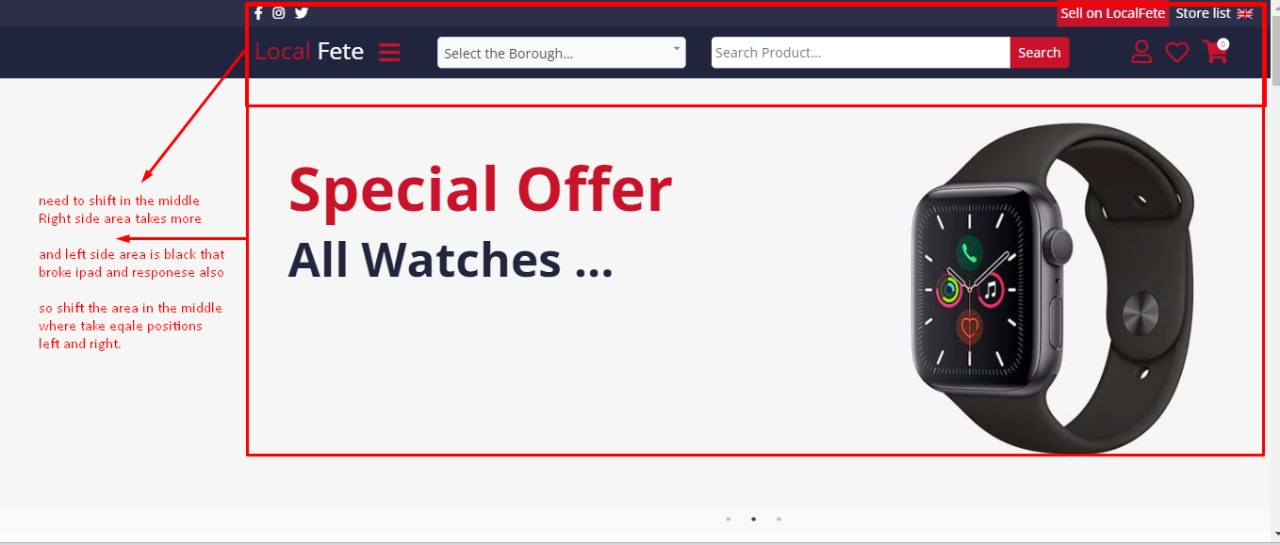 Sell on LocalFete Store list
Local Fete
Select the Borough...
Search Product...
Search
0
Special Offer
All Watches ...
need to shift in the middle
Right side area takes more
and left side area is black that
broke ipad and responese also
so shift the area in the middle
where take eqale positions
left and right.